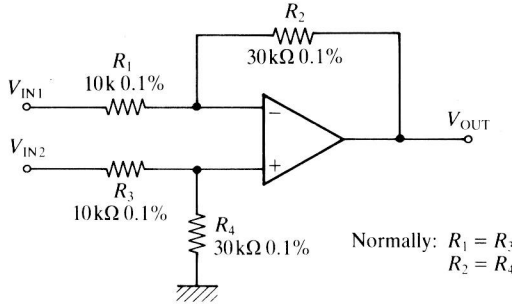 R2
30kΩ 0.1%
R1
10k 0.1%
VIN1
−
VOUT
VIN2
+
R3
10kΩ 0.1%
R4
30kΩ 0.1%
Normally: R1 = R3
R2 = R4